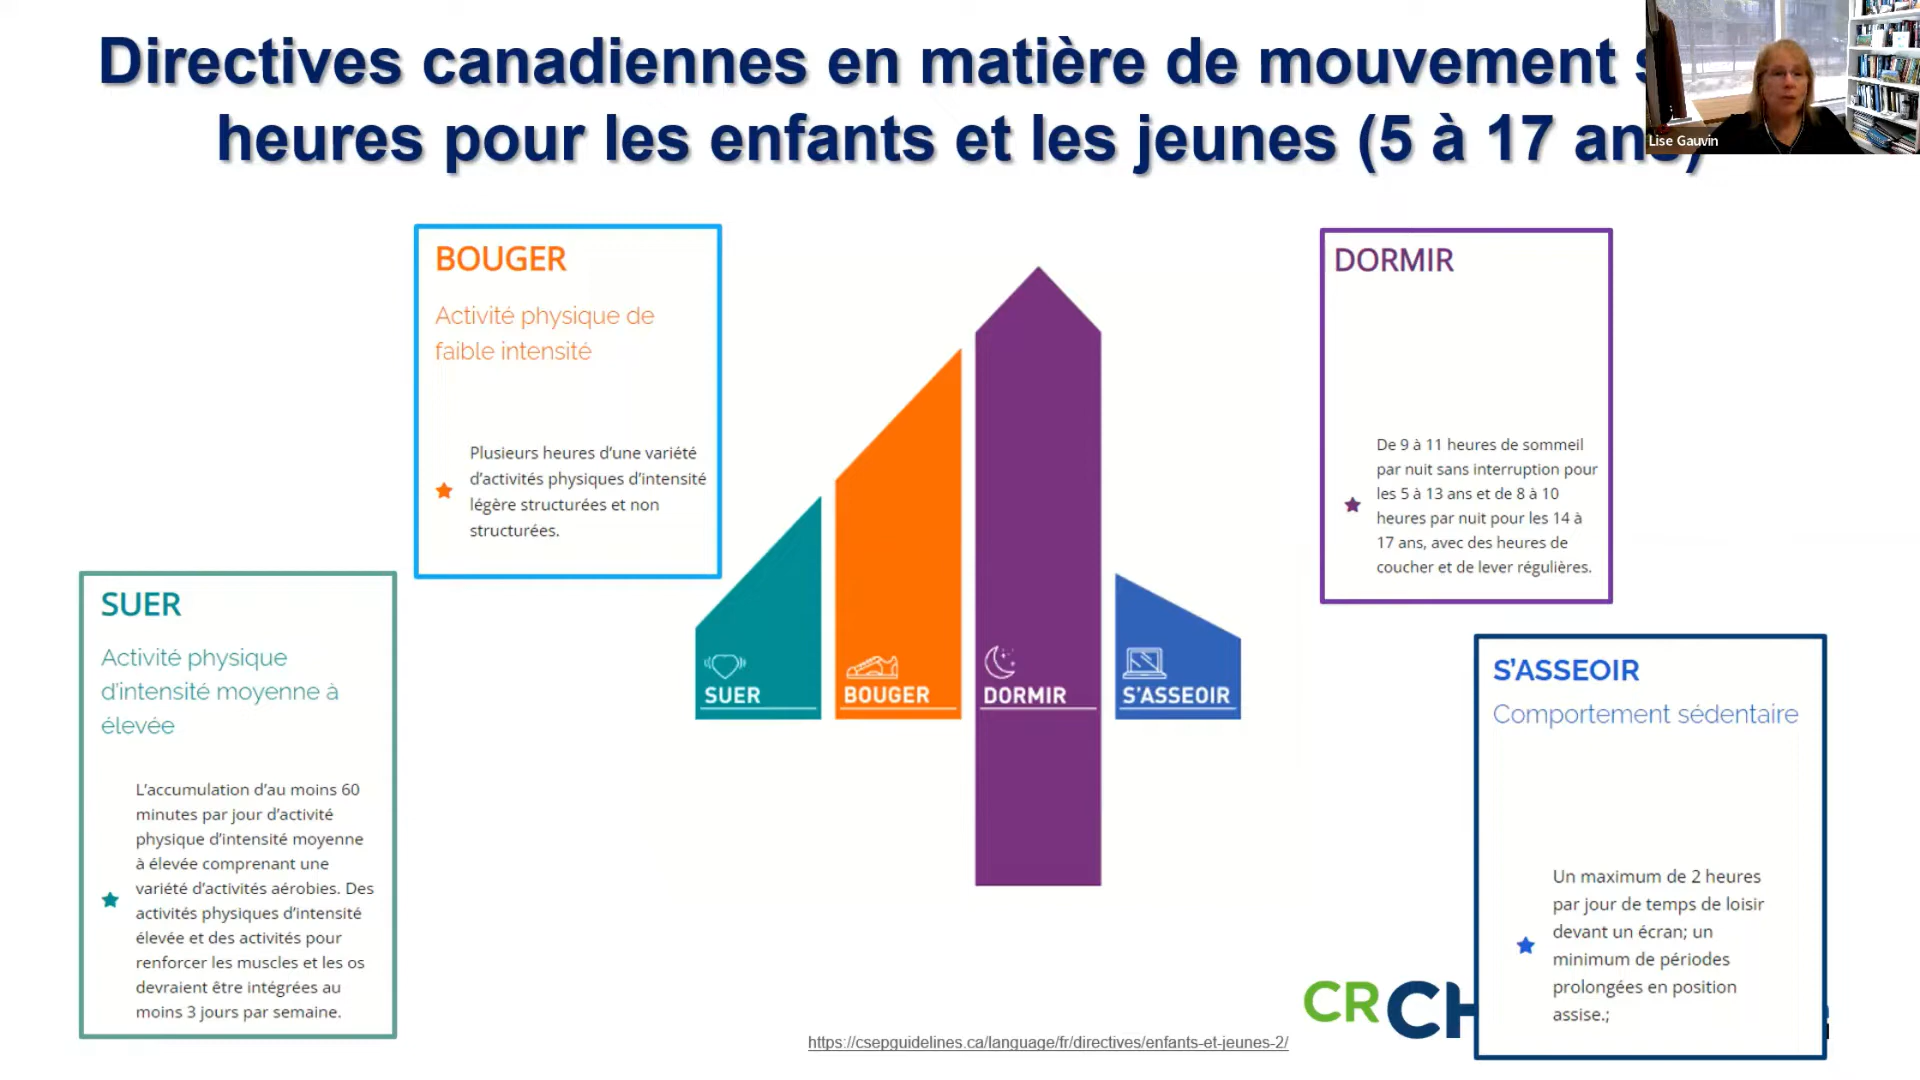 Directives canadiennes en matière de mouvement
heures pour les enfants et les jeunes (5 à 17 ans)
Lise Gauvin
BOUGER
Activité physique de
faible intensité
Plusieurs heures d'une variété
d'activités physiques d'intensité
légère structurées et non
structurées.
DORMIR
De 9 à 11 heures de sommeil
par nuit sans interruption pour
les 5 à 13 ans et de 8 à 10
heures par nuit pour les 14 à
17 ans, avec des heures de
coucher et de lever régulières.
SUER
Activité physique
d'intensité moyenne à
élevée
L'accumulation d'au moins 60
minutes par jour d'activité
physique d'intensité moyenne
à élevée comprenant une
variété d'activités aérobies. Des
activités physiques d'intensité
élevée et des activités pour
renforcer les muscles et les os
devraient être intégrées au
moins 3 jours par semaine.
SUER
BOUGER
DORMIR
S'ASSEOIR
S'ASSEOIR
Comportement sédentaire
Un maximum de 2 heures
par jour de temps de loisir
devant un écran; un
minimum de périodes
prolongées en position
assise.;
CRCH
https://csepguidelines.ca/language/fr/directives/enfants-et-jeunes-2/